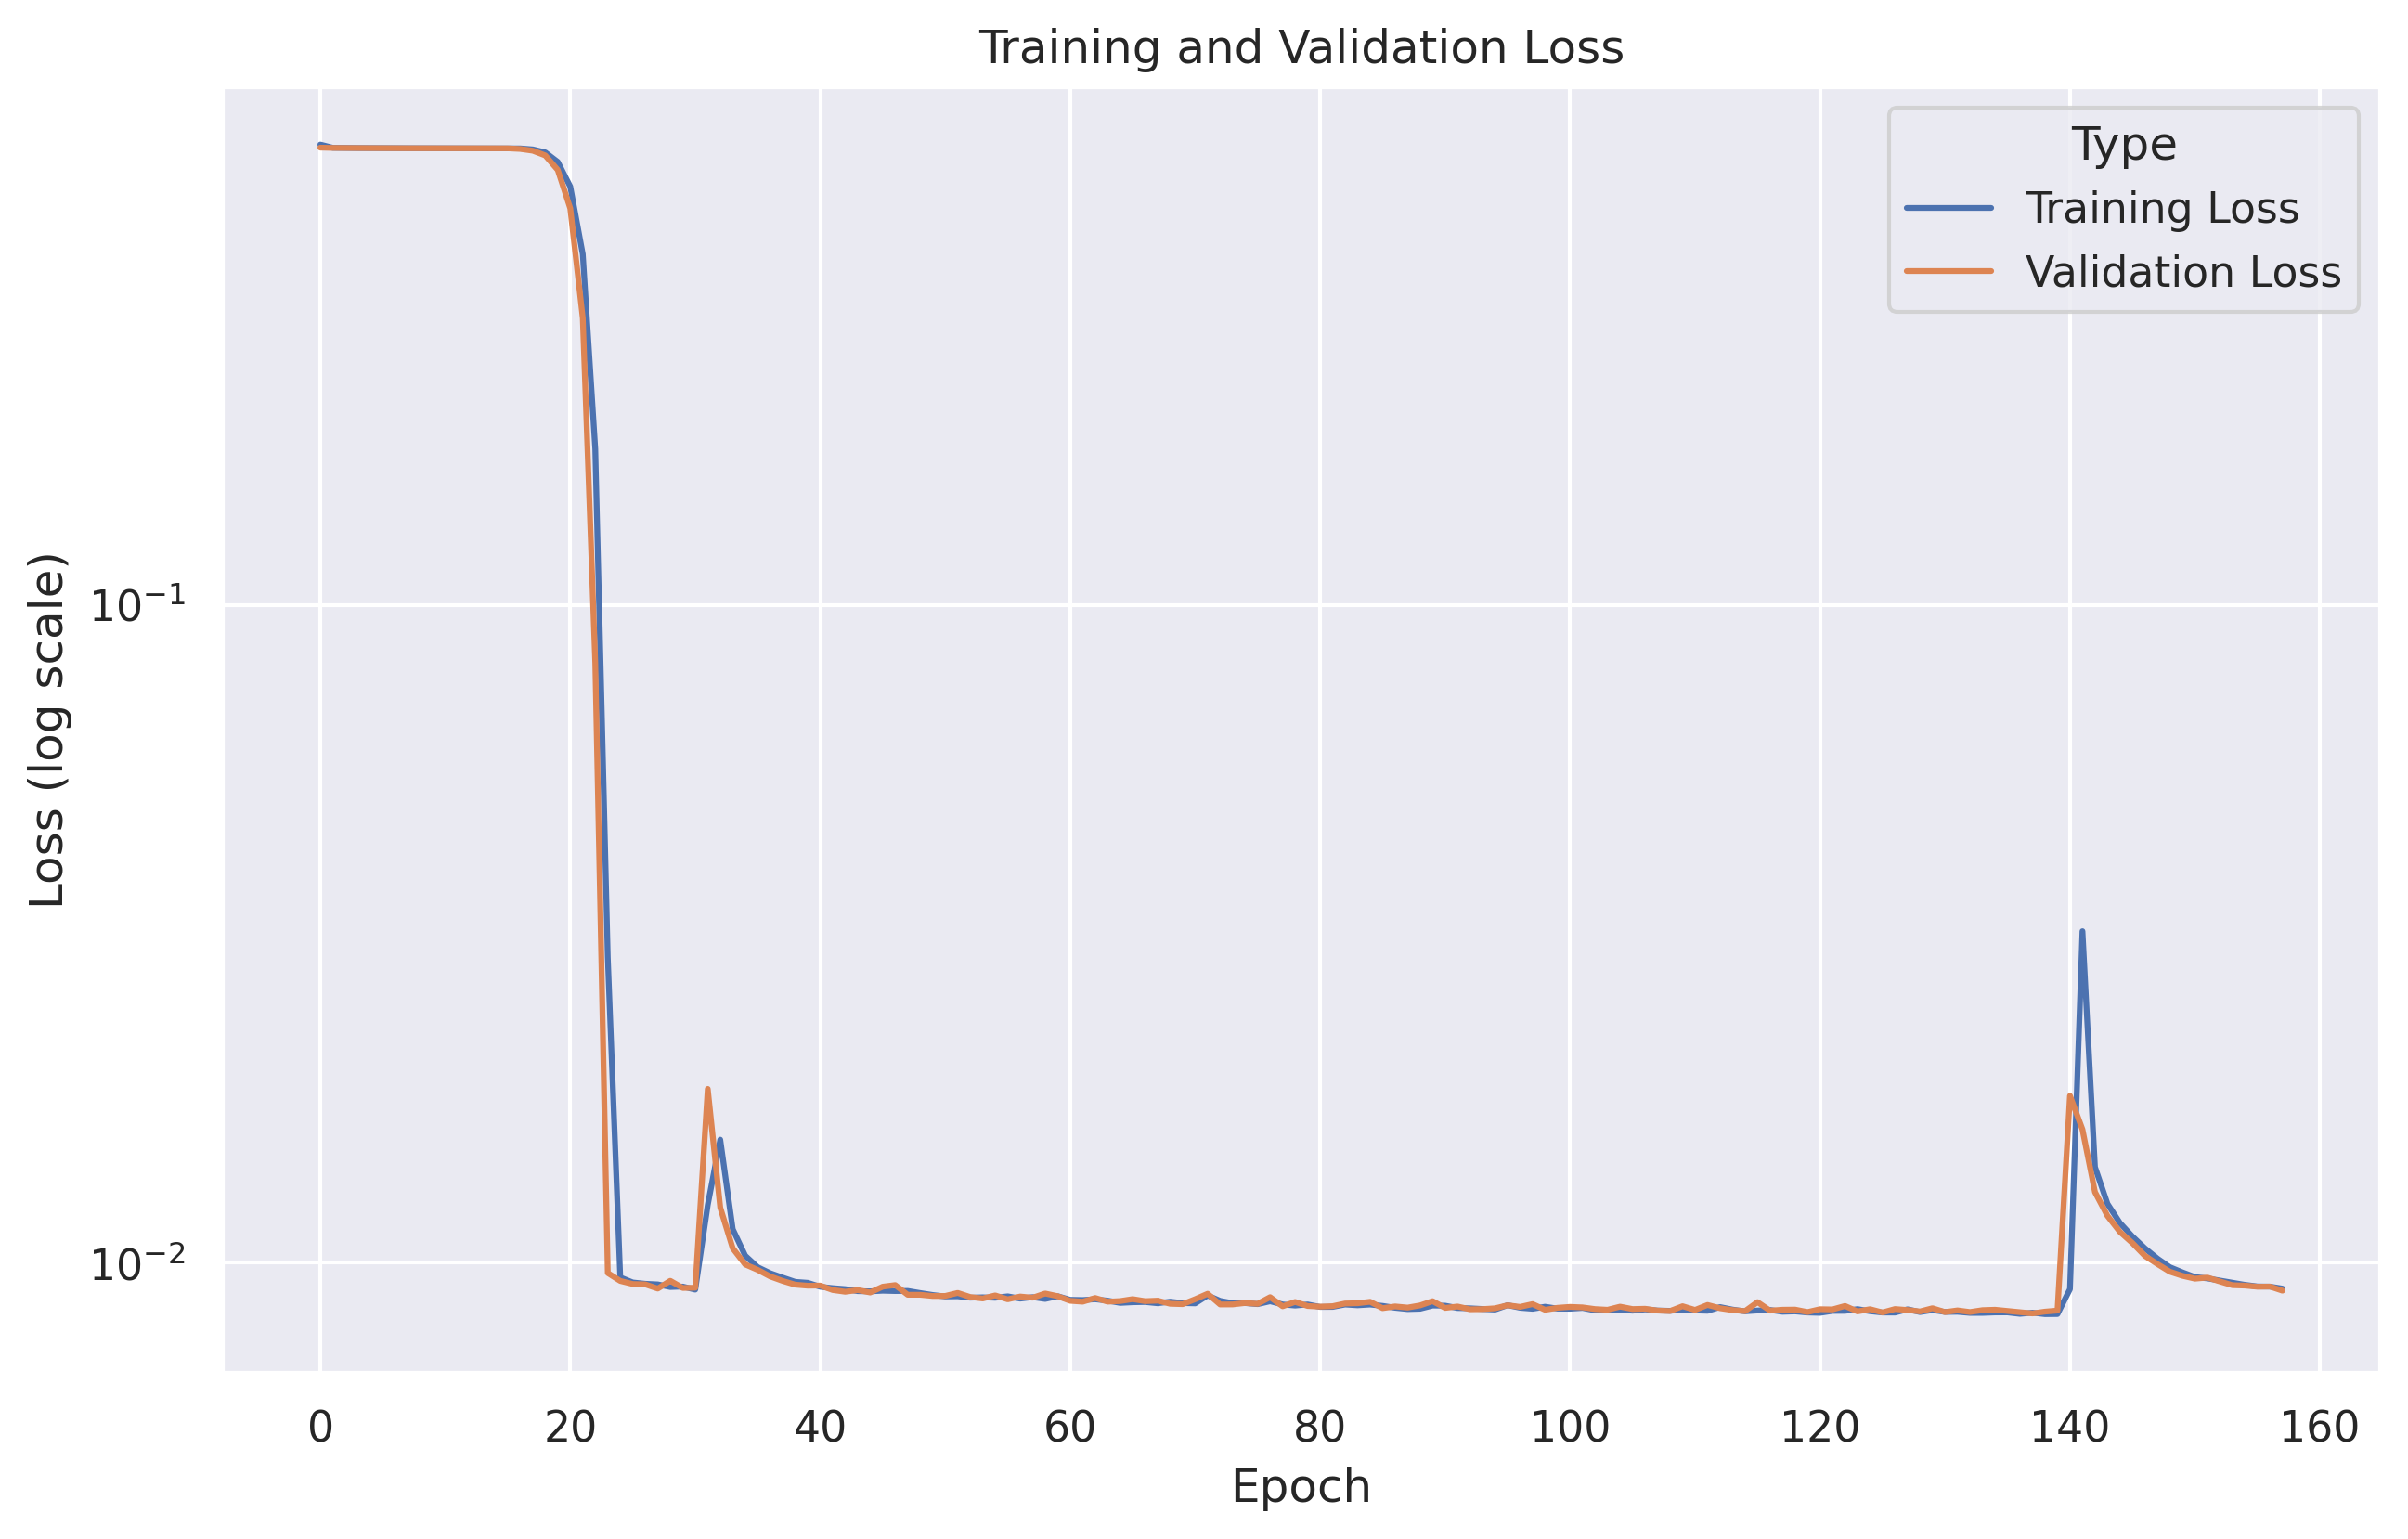 Training and Validation Loss
Type
Training Loss
Validation Loss
Loss (log scale)
10⁻¹
10⁻²
0 20 40 60 80 100 120 140 160
Epoch